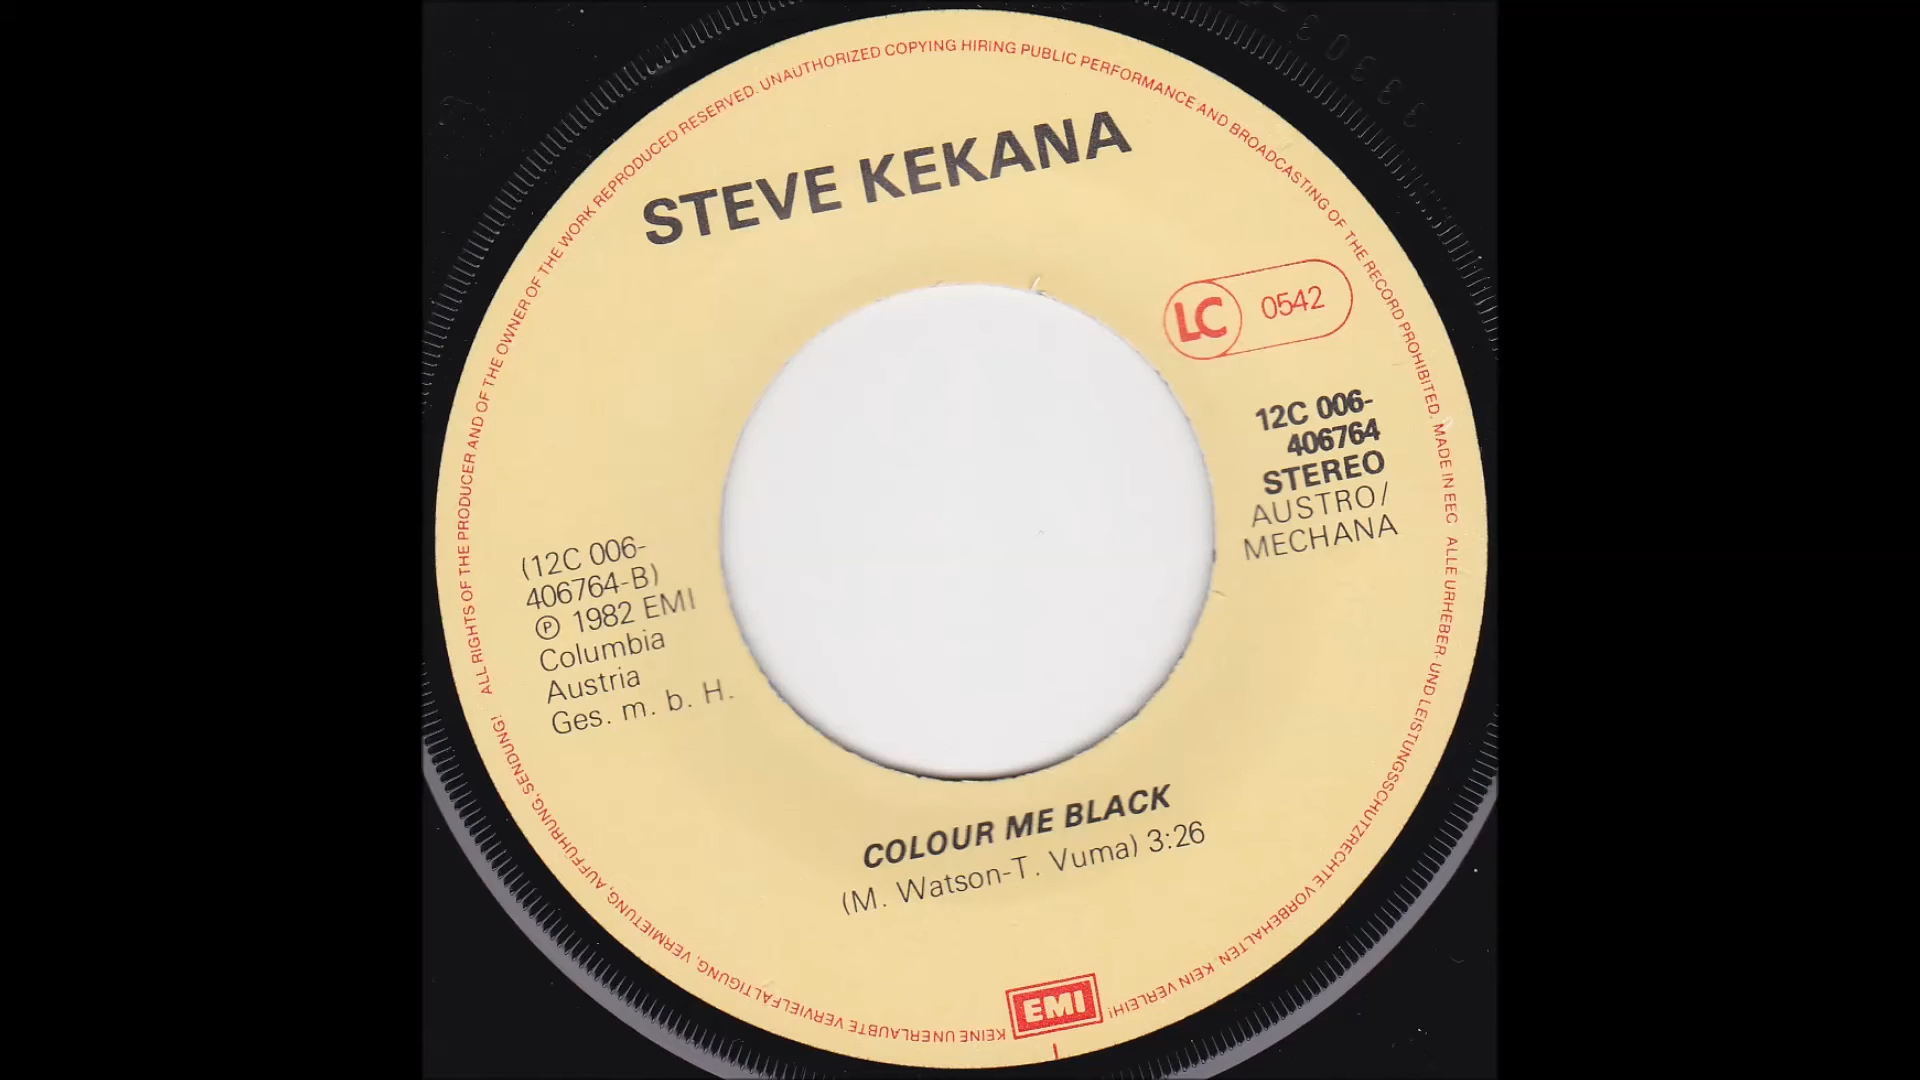 ALL RIGHTS OF THE PRODUCER AND OF THE OWNER OF THE WORK REPRODUCED RESERVED. UNAUTHORIZED COPYING HIRING PUBLIC PERFORMANCE AND BROADCASTING OF THE RECORD PROHIBITED. MADE IN EEC
ALLE URHEBER- UND LEISTUNGSSCHUTZRECHTE VORBEHALTEN. KEIN VERLEIH! KEINE UNERLAUBTE VERVIELFÄLTIGUNG, VERMIETUNG, AUFFÜHRUNG, SENDUNG!
STEVE KEKANA
LC 0542
12C 006-
406764
STEREO
AUSTRO/
MECHANA
(12C 006-
406764-B)
℗ 1982 EMI
Columbia
Austria
Ges. m. b. H.
COLOUR ME BLACK
(M. Watson-T. Vuma) 3:26
EMI